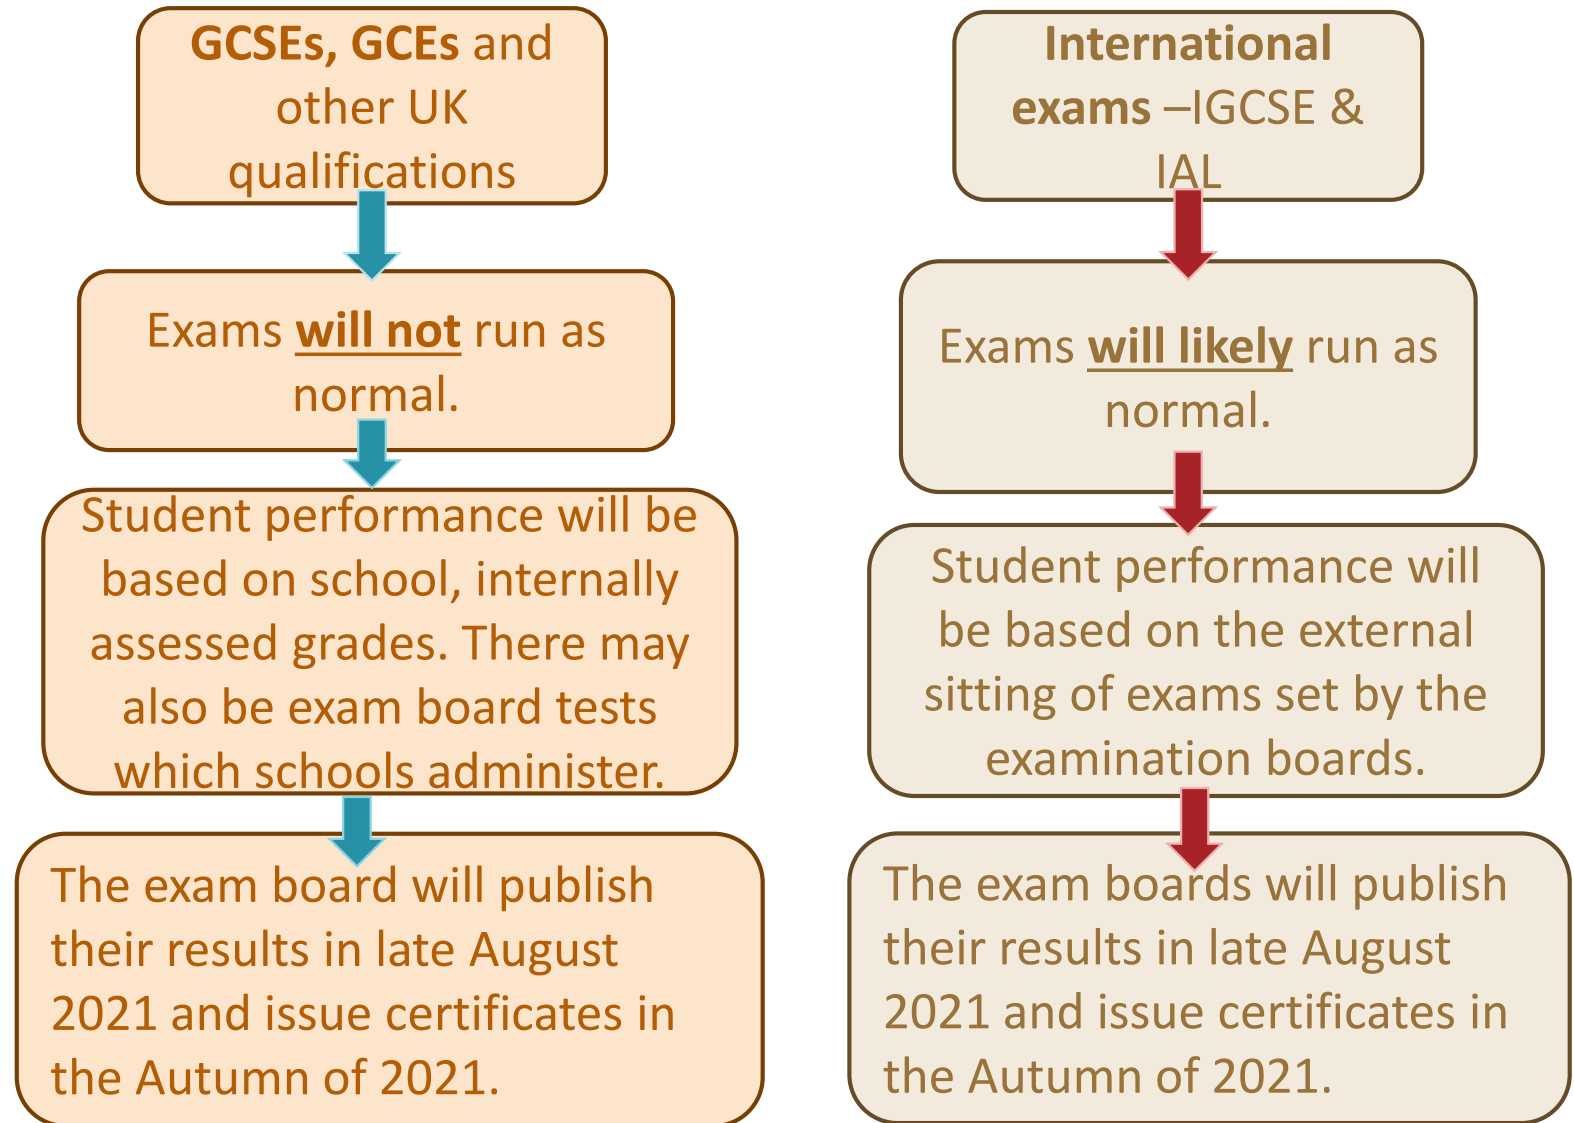 GCSEs, GCEs and
other UK
qualifications
Exams will not run as
normal.
Student performance will be
based on school, internally
assessed grades. There may
also be exam board tests
which schools administer.
The exam board will publish
their results in late August
2021 and issue certificates in
the Autumn of 2021.
International
exams –IGCSE &
IAL
Exams will likely run as
normal.
Student performance will
be based on the external
sitting of exams set by the
examination boards.
The exam boards will publish
their results in late August
2021 and issue certificates in
the Autumn of 2021.